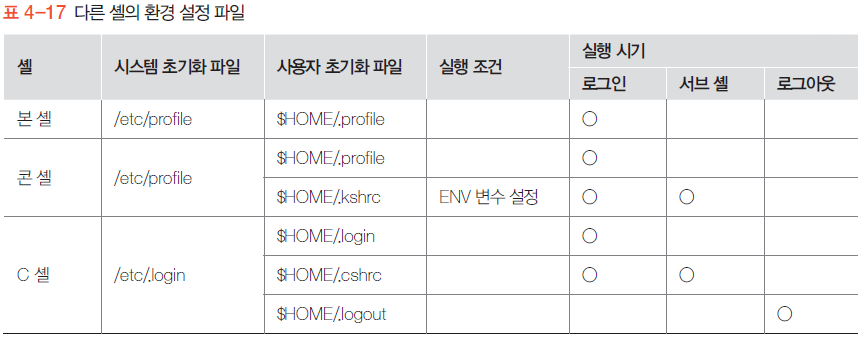 표 4-17 다른 셸의 환경 설정 파일
셸 시스템 초기화 파일 사용자 초기화 파일 실행 조건 실행 시기
로그인 서브 셸 로그아웃
본 셸 /etc/profile $HOME/.profile ○
콘 셸 /etc/profile $HOME/.profile ○
$HOME/.kshrc ENV 변수 설정 ○ ○
C 셸 /etc/.login $HOME/.login ○
$HOME/.cshrc ○ ○
$HOME/.logout ○